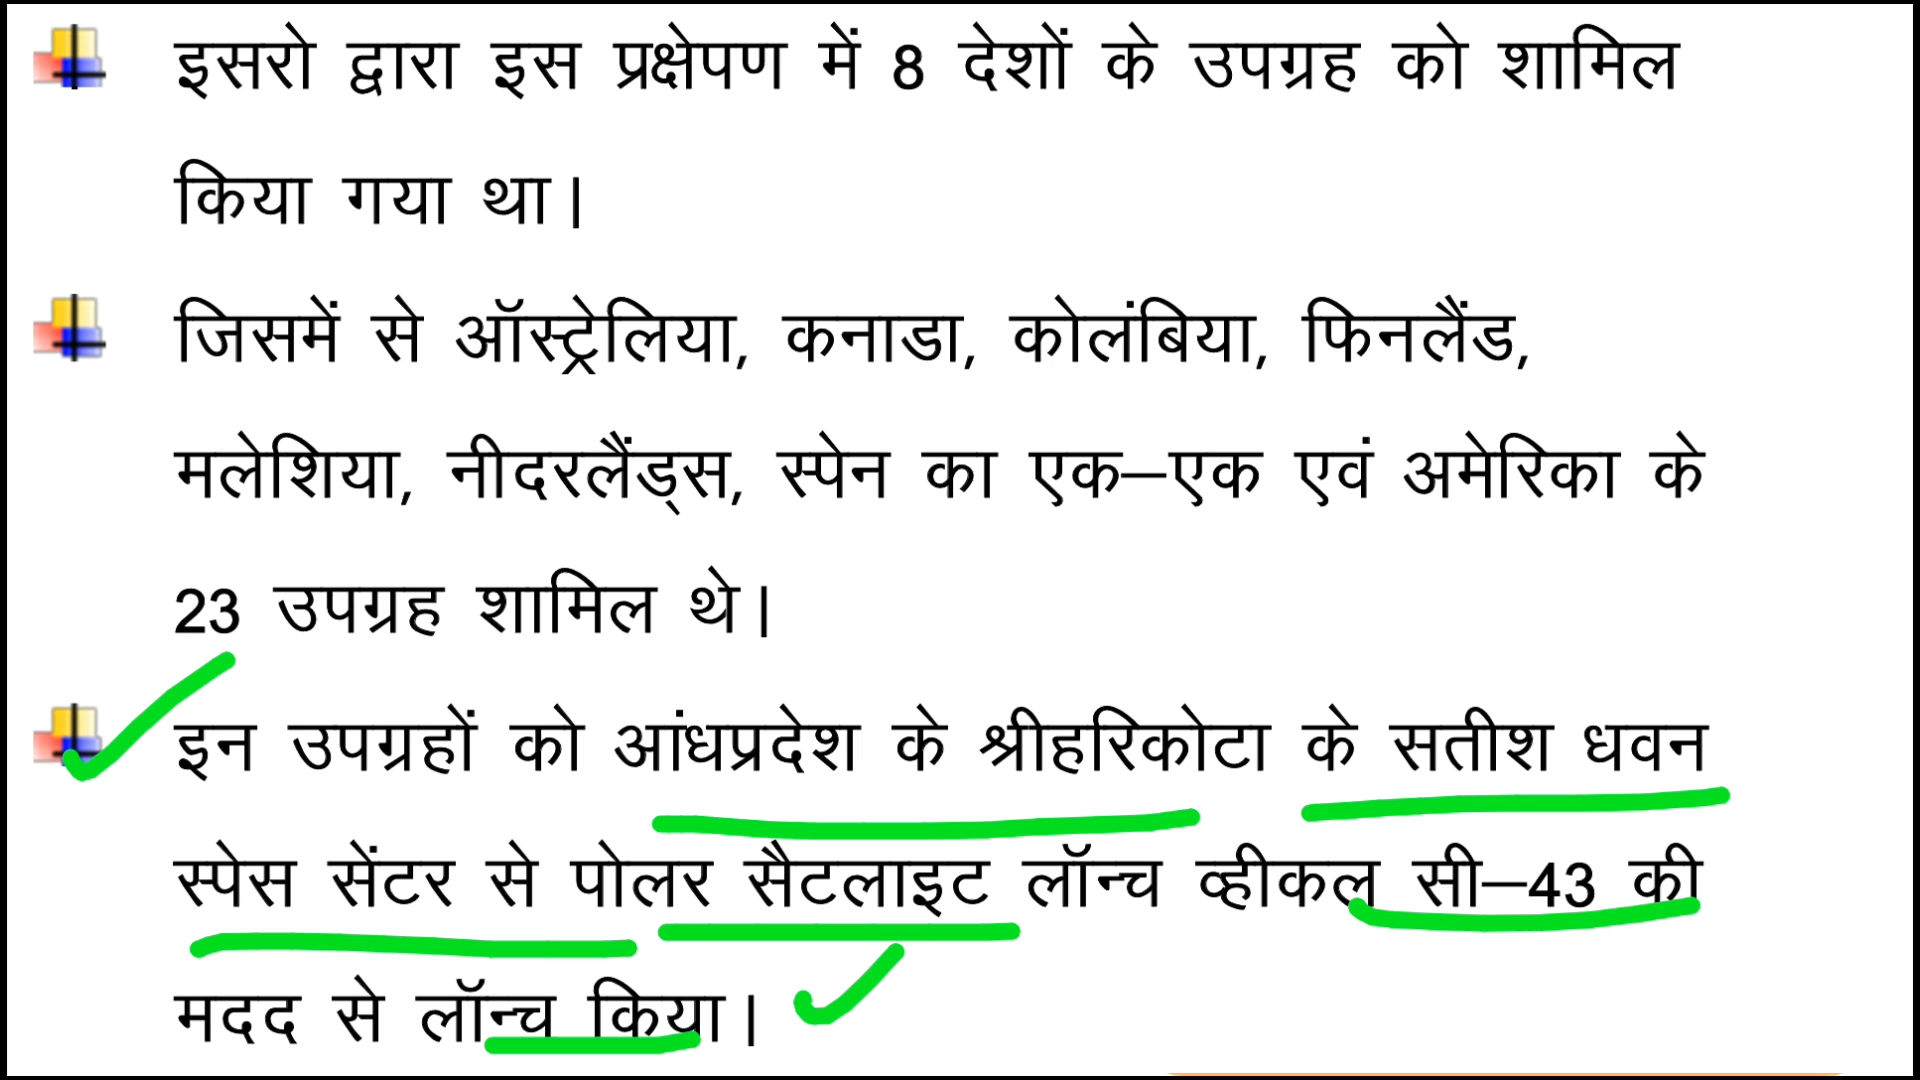 इसरो द्वारा इस प्रक्षेपण में 8 देशों के उपग्रह को शामिल
किया गया था।
जिसमें से ऑस्ट्रेलिया, कनाडा, कोलंबिया, फिनलैंड,
मलेशिया, नीदरलैंड्स, स्पेन का एक–एक एवं अमेरिका के
23 उपग्रह शामिल थे।
इन उपग्रहों को आंधप्रदेश के श्रीहरिकोटा के सतीश धवन
स्पेस सेंटर से पोलर सैटलाइट लॉन्च व्हीकल सी–43 की
मदद से लॉन्च किया।